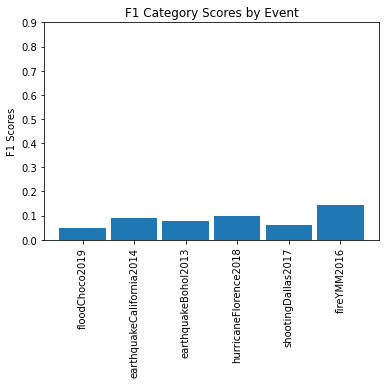 F1 Category Scores by Event
F1 Scores
0.9
0.8
0.7
0.6
0.5
0.4
0.3
0.2
0.1
0.0
floodChoco2019
earthquakeCalifornia2014
earthquakeBohol2013
hurricaneFlorence2018
shootingDallas2017
fireYMM2016